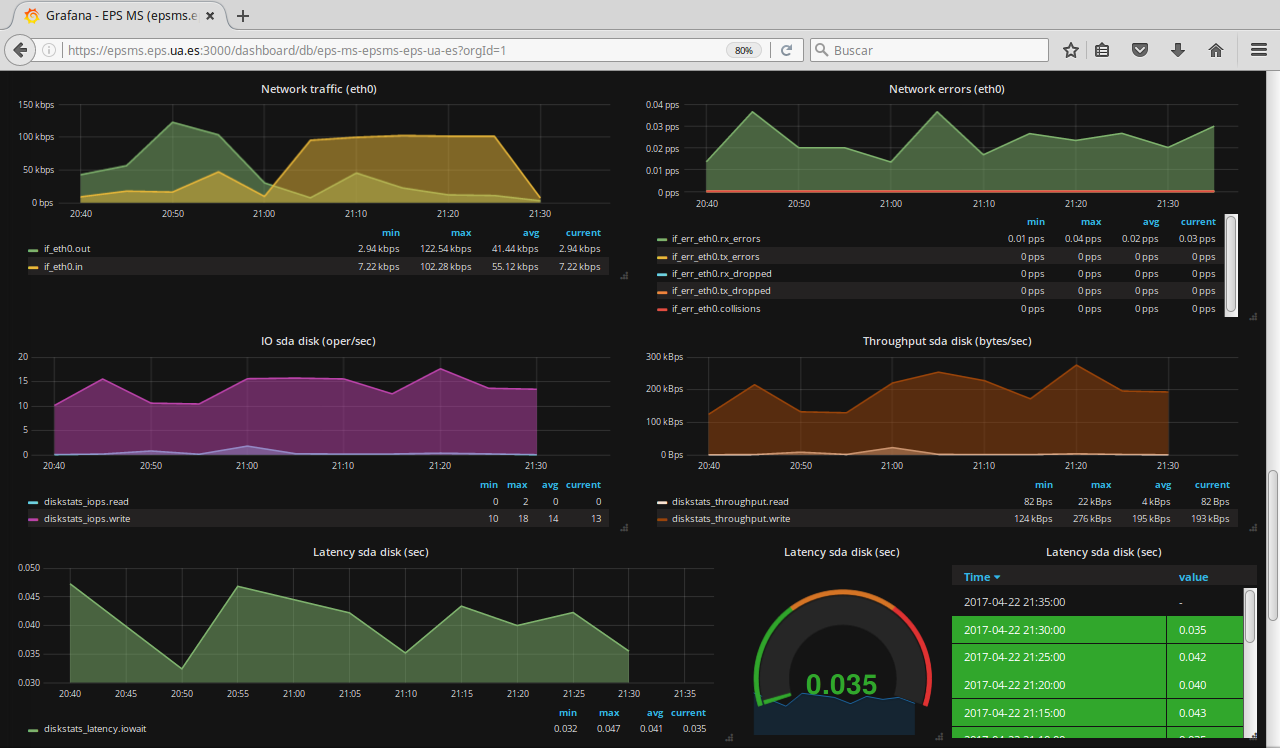 Grafana - EPS MS (epsms.e
https://epsms.eps.ua.es:3000/dashboard/db/eps-ms-epsms-eps-ua-es?orgId=1
80%
Buscar
Network traffic (eth0)
150 kbps
100 kbps
50 kbps
0 bps
20:40 20:50 21:00 21:10 21:20 21:30
min max avg current
if_eth0.out 2.94 kbps 122.54 kbps 41.44 kbps 2.94 kbps
if_eth0.in 7.22 kbps 102.28 kbps 55.12 kbps 7.22 kbps
Network errors (eth0)
0.04 pps
0.03 pps
0.02 pps
0.01 pps
0 pps
20:40 20:50 21:00 21:10 21:20 21:30
min max avg current
if_err_eth0.rx_errors 0.01 pps 0.04 pps 0.02 pps 0.03 pps
if_err_eth0.tx_errors 0 pps 0 pps 0 pps 0 pps
if_err_eth0.rx_dropped 0 pps 0 pps 0 pps 0 pps
if_err_eth0.tx_dropped 0 pps 0 pps 0 pps 0 pps
if_err_eth0.collisions 0 pps 0 pps 0 pps 0 pps
IO sda disk (oper/sec)
20
15
10
5
0
20:40 20:50 21:00 21:10 21:20 21:30
min max avg current
diskstats_iops.read 0 2 0 0
diskstats_iops.write 10 18 14 13
Throughput sda disk (bytes/sec)
300 kBps
200 kBps
100 kBps
0 Bps
20:40 20:50 21:00 21:10 21:20 21:30
min max avg current
diskstats_throughput.read 82 Bps 22 kBps 4 kBps 82 Bps
diskstats_throughput.write 124 kBps 276 kBps 195 kBps 193 kBps
Latency sda disk (sec)
0.050
0.045
0.040
0.035
0.030
20:40 20:45 20:50 20:55 21:00 21:05 21:10 21:15 21:20 21:25 21:30 21:35
min max avg current
diskstats_latency.iowait 0.032 0.047 0.041 0.035
Latency sda disk (sec)
0.035
Latency sda disk (sec)
Time value
2017-04-22 21:35:00 -
2017-04-22 21:30:00 0.035
2017-04-22 21:25:00 0.042
2017-04-22 21:20:00 0.040
2017-04-22 21:15:00 0.043